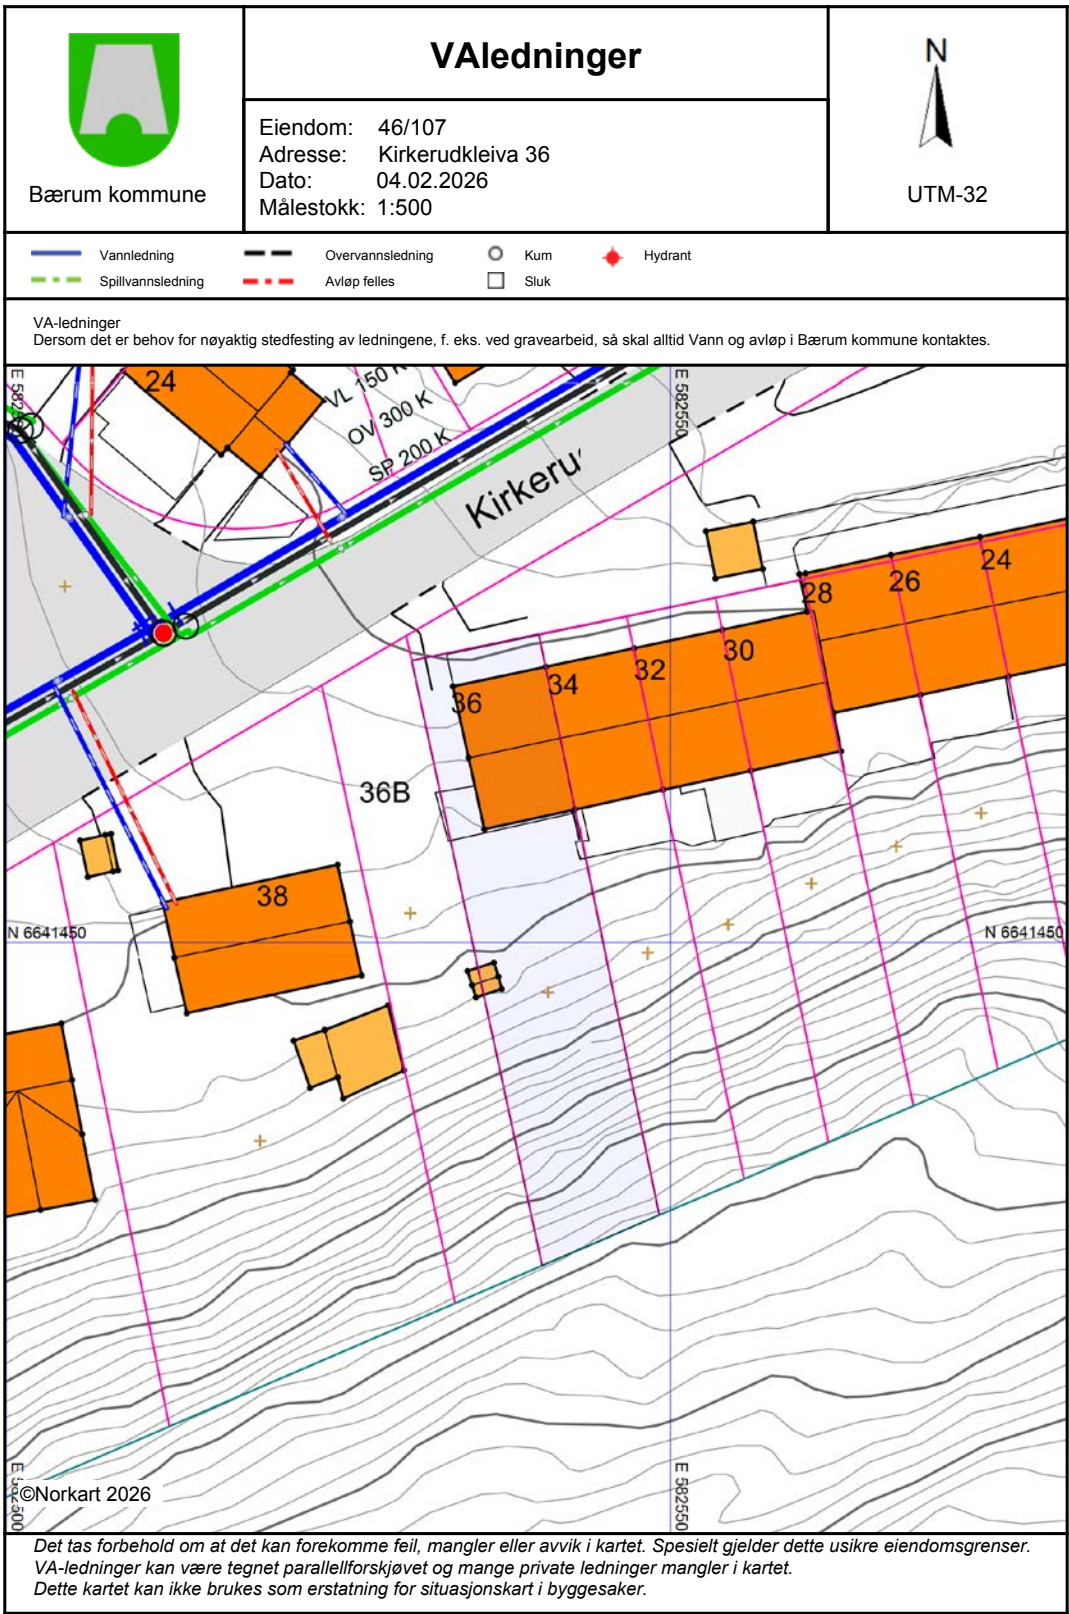 VAledninger
Bærum kommune
Eiendom: 46/107
Adresse: Kirkerudkleiva 36
Dato: 04.02.2026
Målestokk: 1:500
N
UTM-32
Vannledning
Overvannsledning
Kum
Hydrant
Spillvannsledning
Avløp felles
Sluk
VA-ledninger
Dersom det er behov for nøyaktig stedfesting av ledningene, f. eks. ved gravearbeid, så skal alltid Vann og avløp i Bærum kommune kontaktes.
24
VL 150 K
OV 300 K
SP 200 K
Kirkeru
E 582550
24
26
28
30
32
34
36
36B
38
N 6641450
N 6641450
E 582550
©Norkart 2026
Det tas forbehold om at det kan forekomme feil, mangler eller avvik i kartet. Spesielt gjelder dette usikre eiendomsgrenser.
VA-ledninger kan være tegnet parallellforskjøvet og mange private ledninger mangler i kartet.
Dette kartet kan ikke brukes som erstatning for situasjonskart i byggesaker.